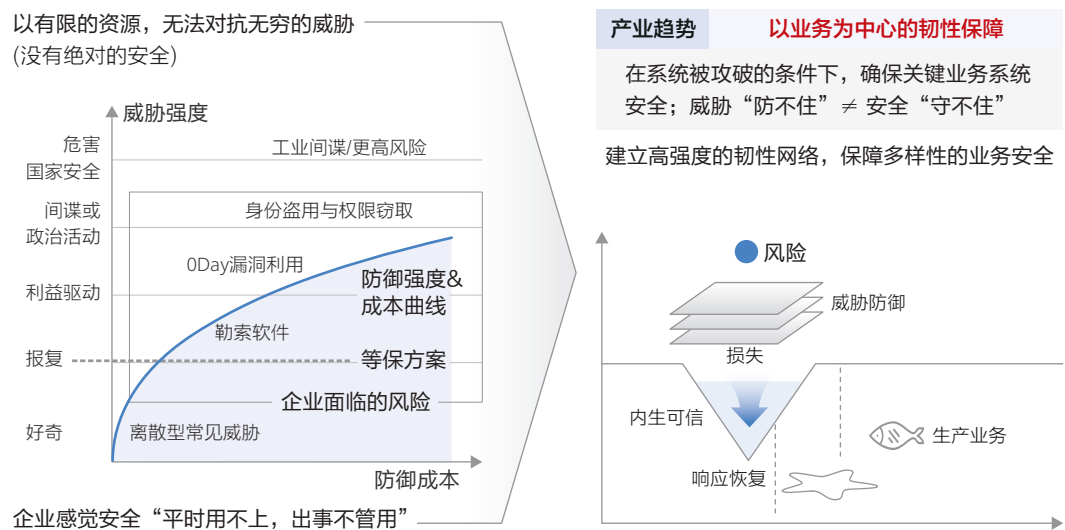 以有限的资源，无法对抗无穷的威胁
(没有绝对的安全)
威胁强度
危害
国家安全
工业间谍/更高风险
间谍或
政治活动
身份盗用与权限窃取
0Day漏洞利用
防御强度&
成本曲线
利益驱动
勒索软件
报复
等保方案
企业面临的风险
好奇
离散型常见威胁
防御成本
企业感觉安全“平时用不上，出事不管用”
产业趋势
以业务为中心的韧性保障
在系统被攻破的条件下，确保关键业务系统
安全；威胁“防不住” ≠ 安全“守不住”
建立高强度的韧性网络，保障多样性的业务安全
风险
威胁防御
损失
内生可信
生产业务
响应恢复